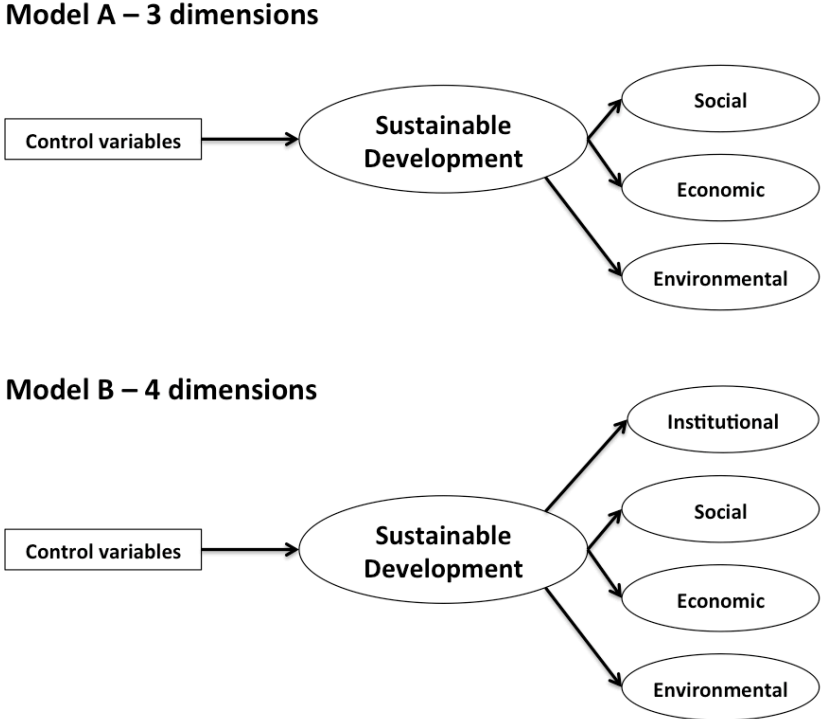 Model A – 3 dimensions
Control variables
Sustainable
Development
Social
Economic
Environmental
Model B – 4 dimensions
Control variables
Sustainable
Development
Institutional
Social
Economic
Environmental